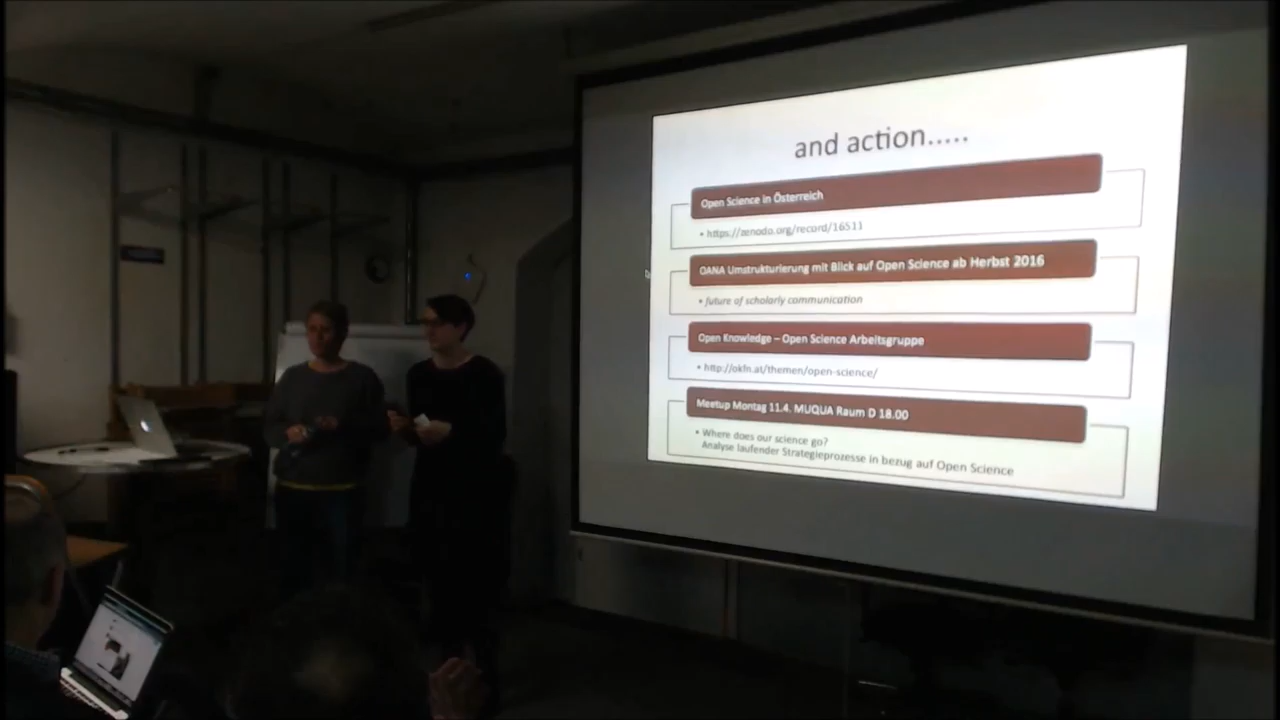 and action.....
Open Science in Österreich
• https://zenodo.org/record/16511
OANA Umstrukturierung mit Blick auf Open Science ab Herbst 2016
• future of scholarly communication
Open Knowledge – Open Science Arbeitsgruppe
• http://okfn.at/themen/open-science/
Meetup Montag 11.4. MUQUA Raum D 18.00
• Where does our science go?
Analyse laufender Strategieprozesse in bezug auf Open Science